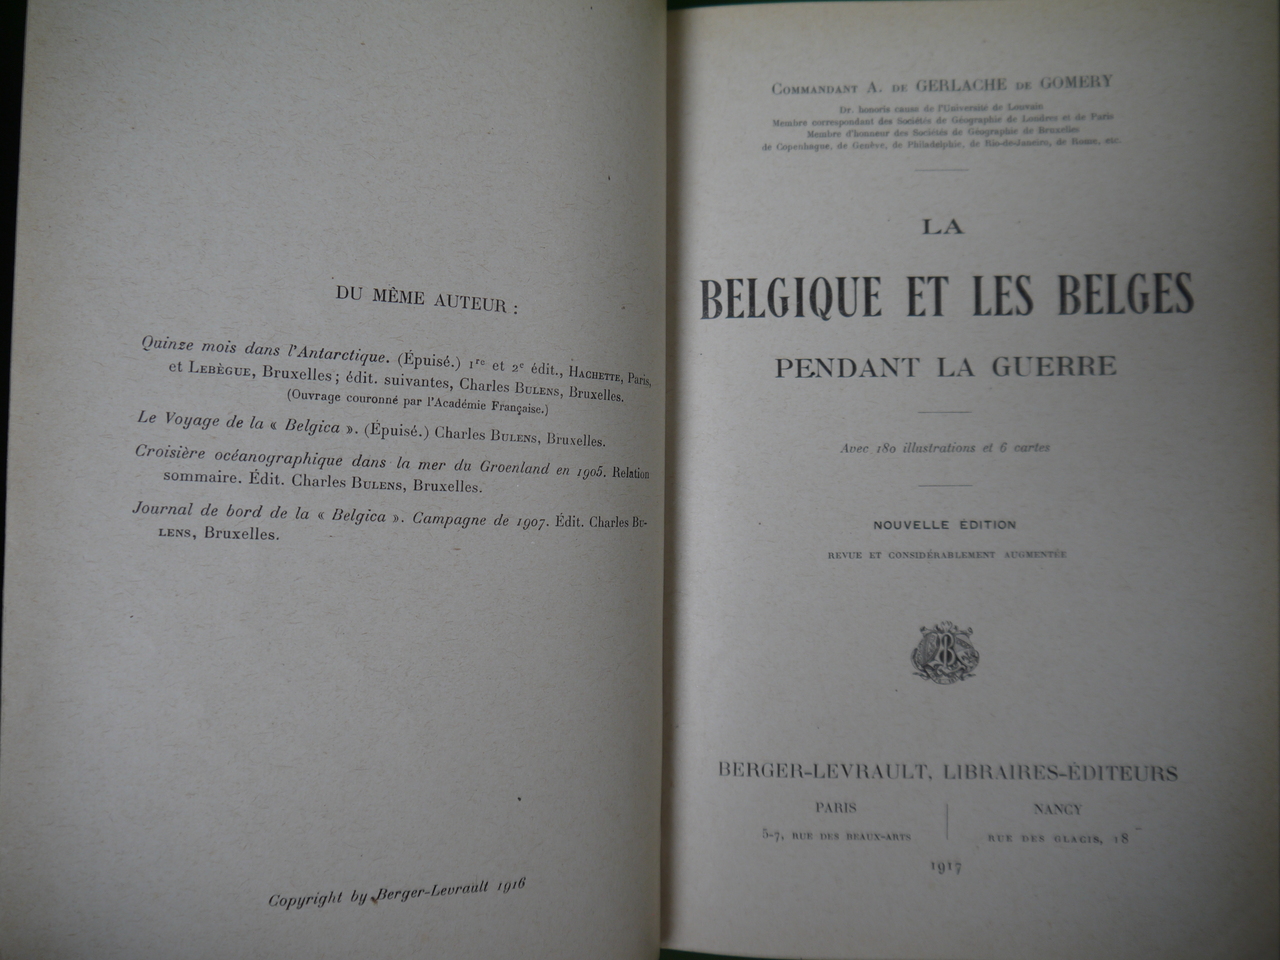 DU MÊME AUTEUR :
Quinze mois dans l'Antarctique. (Épuisé.) 1re et 2e édit., HACHETTE, Paris,
et LEBÈGUE, Bruxelles ; édit. suivantes, Charles BULENS, Bruxelles.
(Ouvrage couronné par l'Académie Française.)
Le Voyage de la « Belgica ». (Épuisé.) Charles BULENS, Bruxelles.
Croisière océanographique dans la mer du Groenland en 1905. Relation
sommaire. Édit. Charles BULENS, Bruxelles.
Journal de bord de la « Belgica ». Campagne de 1907. Édit. Charles BU-
LENS, Bruxelles.
Copyright by Berger-Levrault 1916
COMMANDANT A. DE GERLACHE DE GOMERY
Dr. honoris causa de l'Université de Louvain
Membre correspondant des Sociétés de Géographie de Londres et de Paris
Membre d'honneur des Sociétés de Géographie de Bruxelles
de Copenhague, de Genève, de Philadelphie, de Rio-de-Janeiro, de Rome, etc.
LA
BELGIQUE ET LES BELGES
PENDANT LA GUERRE
Avec 180 illustrations et 6 cartes
NOUVELLE ÉDITION
REVUE ET CONSIDÉRABLEMENT AUGMENTÉE
BERGER-LEVRAULT, LIBRAIRES-ÉDITEURS
PARIS
5-7, RUE DES BEAUX-ARTS
NANCY
RUE DES GLACIS, 18
1917